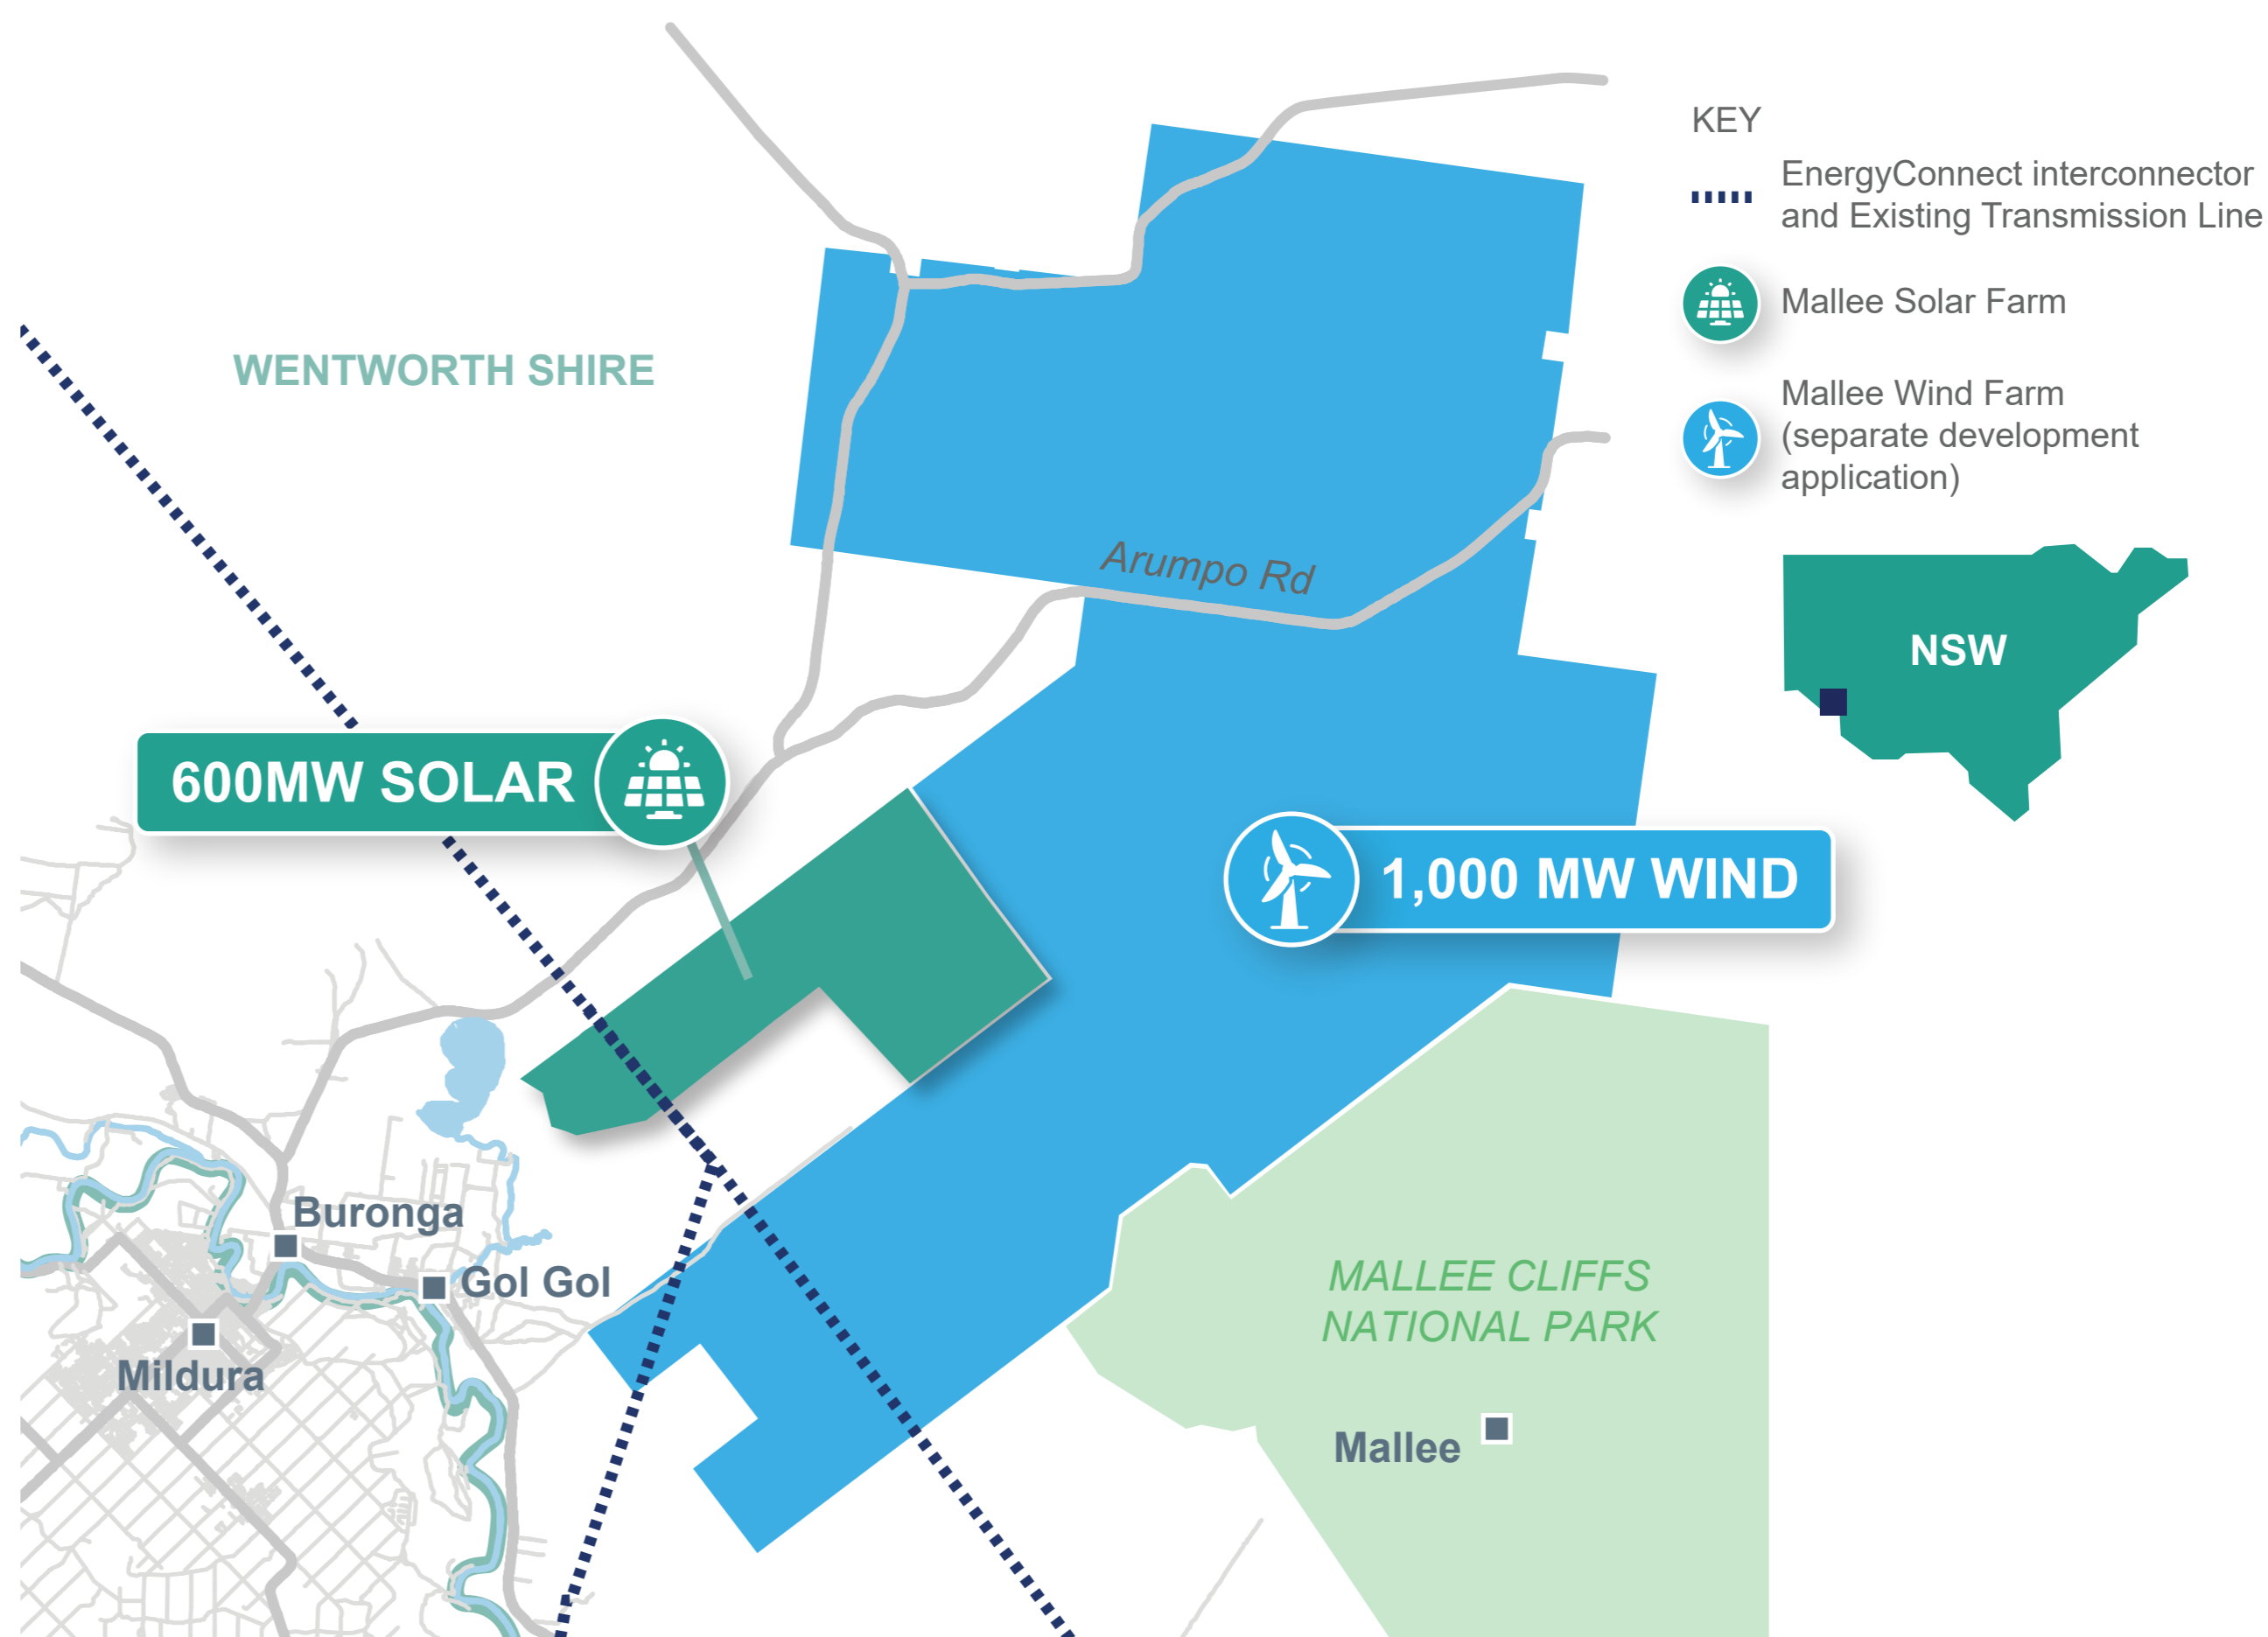 KEY
EnergyConnect interconnector
and Existing Transmission Line
Mallee Solar Farm
Mallee Wind Farm
(separate development
application)
WENTWORTH SHIRE
Arumpo Rd
NSW
600MW SOLAR
1,000 MW WIND
Buronga
Gol Gol
Mildura
MALLEE CLIFFS
NATIONAL PARK
Mallee